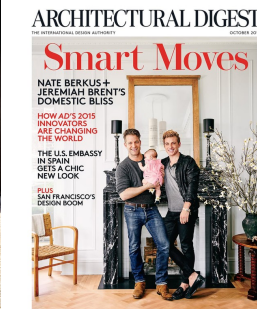 ARCHITECTURAL DIGEST
THE INTERNATIONAL DESIGN AUTHORITY OCTOBER 20
Smart Moves
NATE BERKUS+
JEREMIAH BRENT'S
DOMESTIC BLISS
HOW AD'S 2015
INNOVATORS
ARE CHANGING
THE WORLD
THE U.S. EMBASSY
IN SPAIN
GETS A CHIC
NEW LOOK
PLUS
SAN FRANCISCO'S
DESIGN BOOM